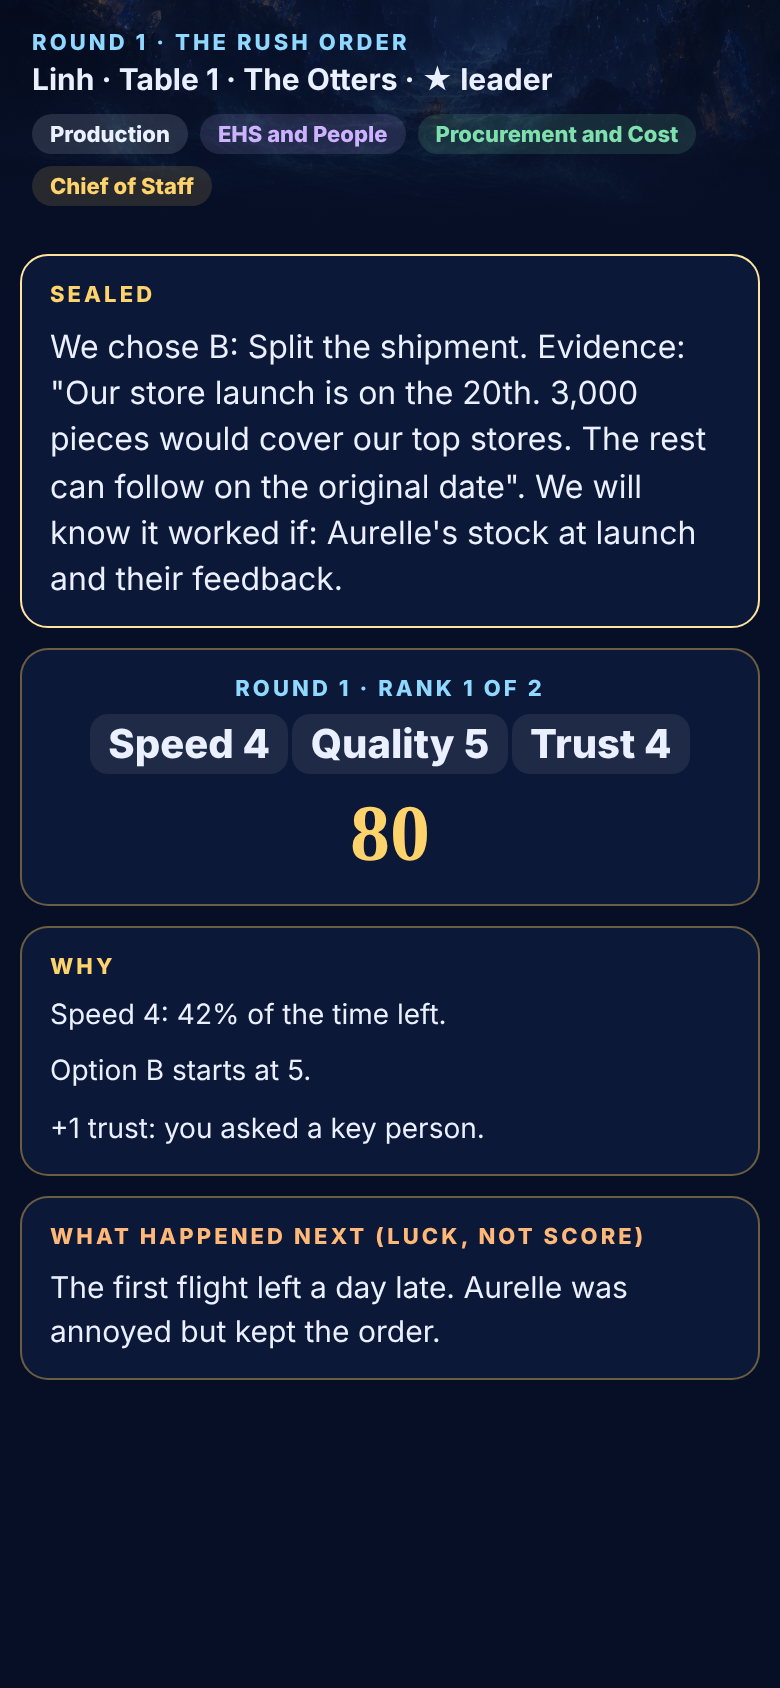 ROUND 1 · THE RUSH ORDER
Linh · Table 1 · The Otters · ★ leader
Production
EHS and People
Procurement and Cost
Chief of Staff
SEALED
We chose B: Split the shipment. Evidence:
"Our store launch is on the 20th. 3,000
pieces would cover our top stores. The rest
can follow on the original date". We will
know it worked if: Aurelle's stock at launch
and their feedback.
ROUND 1 · RANK 1 OF 2
Speed 4 Quality 5 Trust 4
80
WHY
Speed 4: 42% of the time left.
Option B starts at 5.
+1 trust: you asked a key person.
WHAT HAPPENED NEXT (LUCK, NOT SCORE)
The first flight left a day late. Aurelle was
annoyed but kept the order.